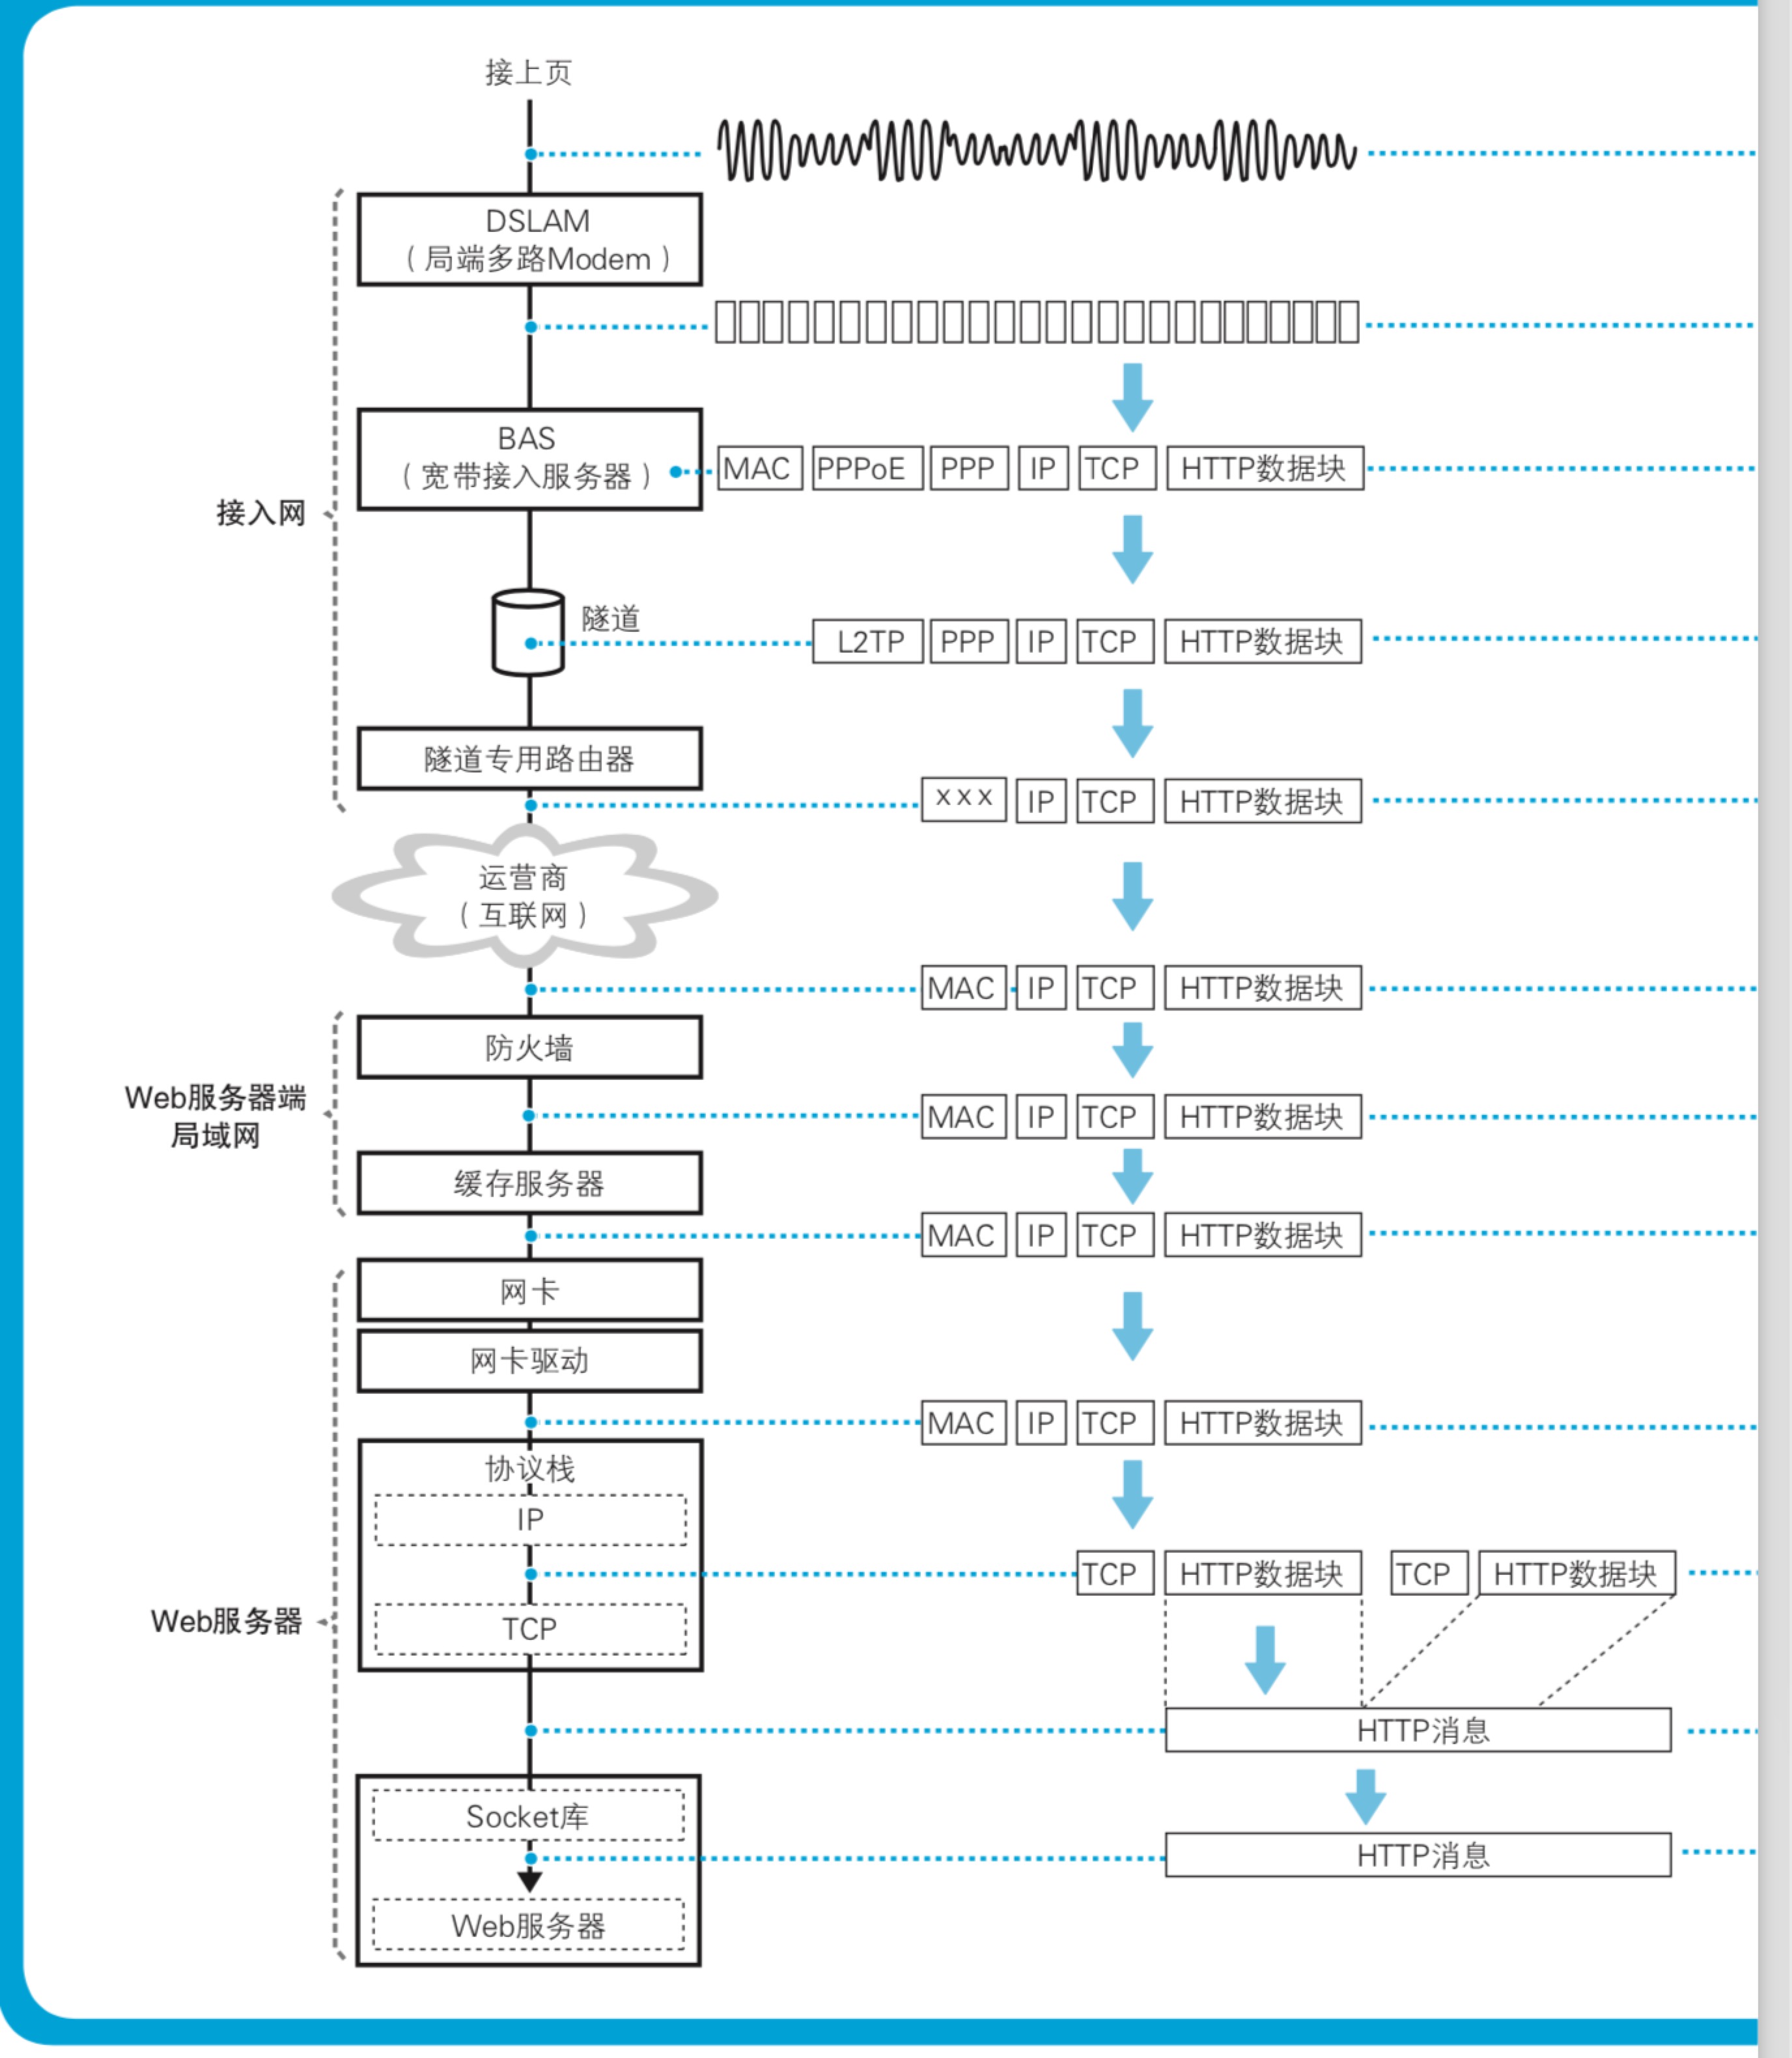 接上页
DSLAM
（局端多路Modem）
BAS
（宽带接入服务器）
MAC PPPoE PPP IP TCP HTTP数据块
接入网
隧道
L2TP PPP IP TCP HTTP数据块
隧道专用路由器
××× IP TCP HTTP数据块
运营商
（互联网）
MAC IP TCP HTTP数据块
防火墙
Web服务器端
局域网
MAC IP TCP HTTP数据块
缓存服务器
MAC IP TCP HTTP数据块
网卡
网卡驱动
MAC IP TCP HTTP数据块
协议栈
IP
TCP HTTP数据块 TCP HTTP数据块
Web服务器
TCP
HTTP消息
Socket库
HTTP消息
Web服务器